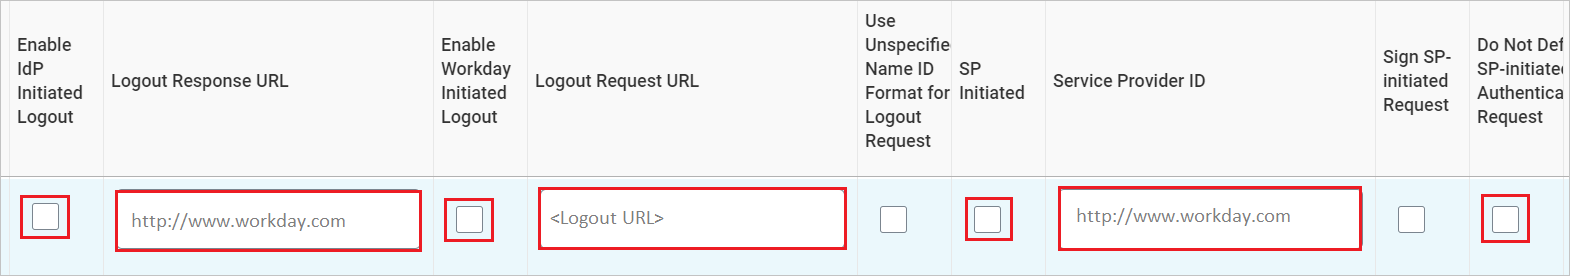 Enable
IdP
Initiated
Logout
Logout Response URL
Enable
Workday
Initiated
Logout
Logout Request URL
Use
Unspecifie
Name ID
Format for
Logout
Request
SP
Initiated
Service Provider ID
Sign SP-
initiated
Request
Do Not Def
SP-initiate
Authentica
Request
http://www.workday.com
<Logout URL>
http://www.workday.com